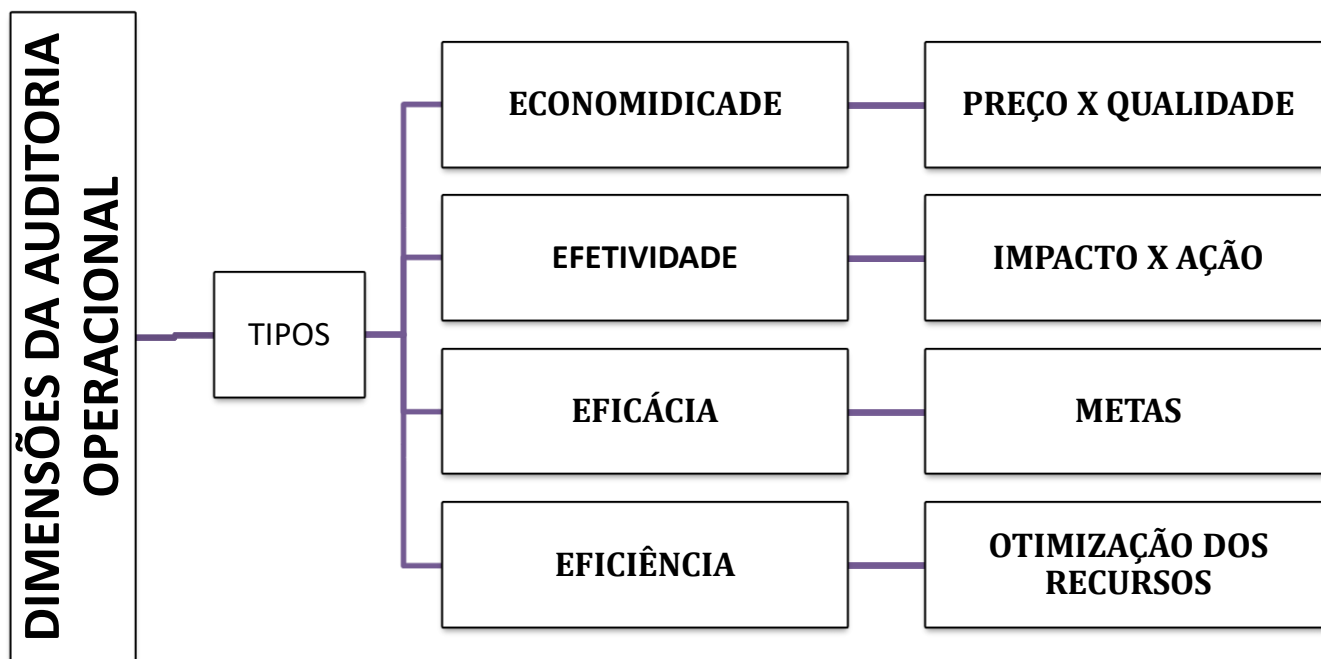 DIMENSÕES DA AUDITORIA
OPERACIONAL
TIPOS
ECONOMIDICADE
PREÇO X QUALIDADE
EFETIVIDADE
IMPACTO X AÇÃO
EFICÁCIA
METAS
EFICIÊNCIA
OTIMIZAÇÃO DOS
RECURSOS